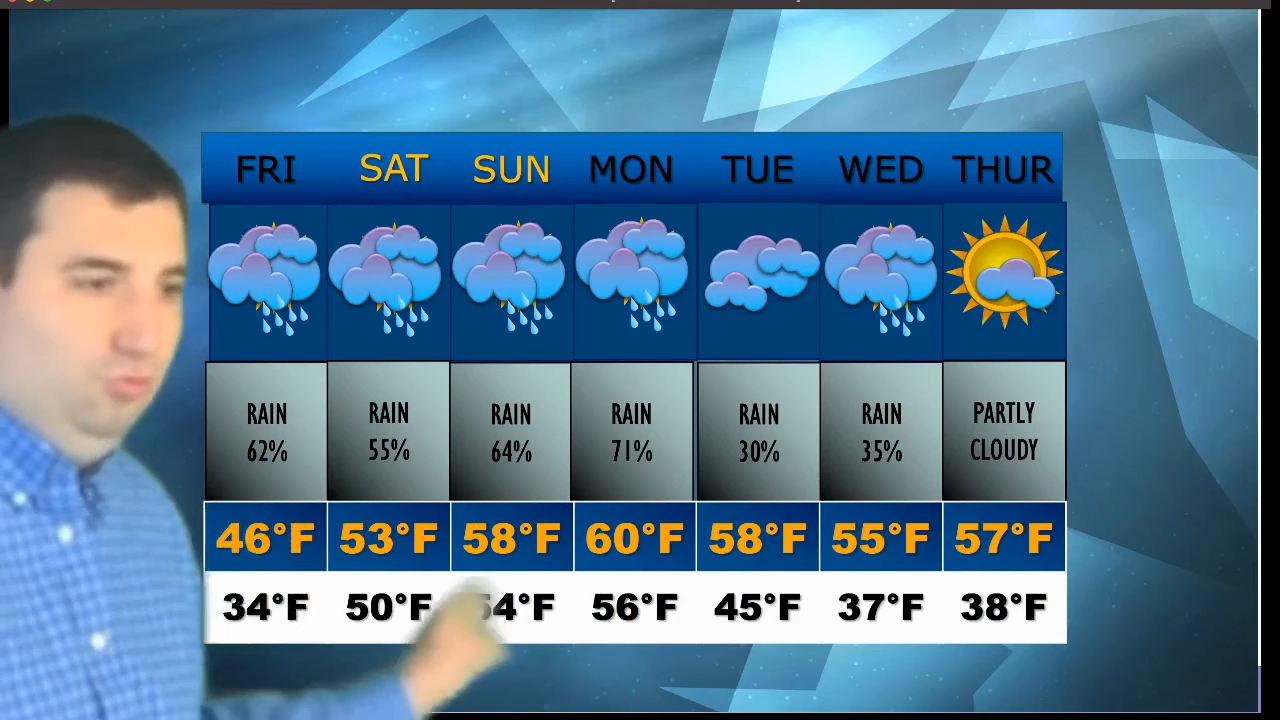 FRI SAT SUN MON TUE WED THUR
RAIN RAIN RAIN RAIN RAIN RAIN PARTLY
62% 55% 64% 71% 30% 35% CLOUDY
46°F 53°F 58°F 60°F 58°F 55°F 57°F
34°F 50°F 54°F 56°F 45°F 37°F 38°F